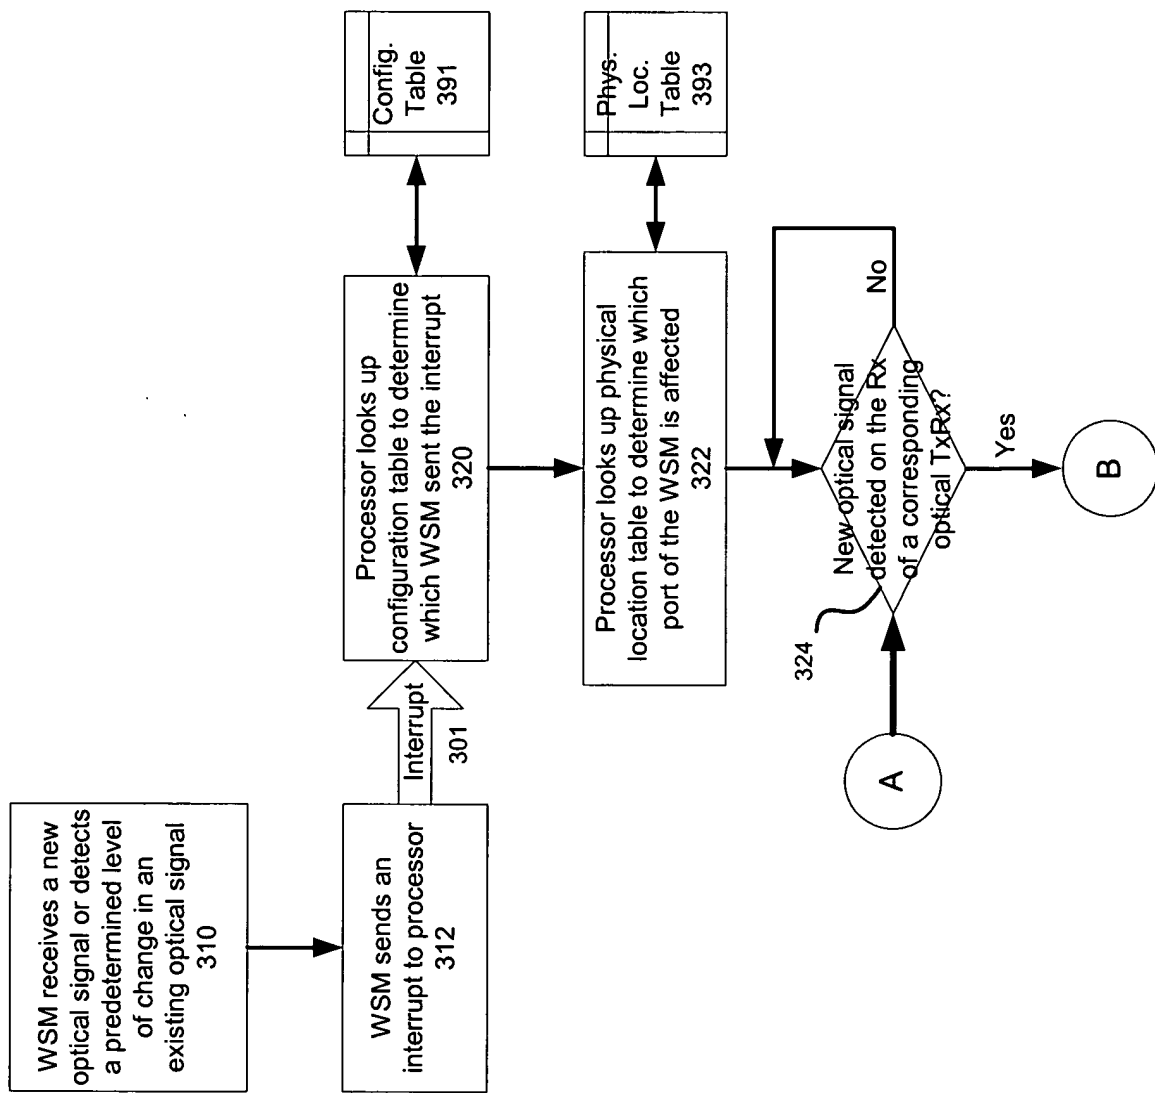 WSM receives a new
optical signal or detects
a predetermined level
of change in an
existing optical signal
310
WSM sends an
interrupt to processor
312
Interrupt
301
Processor looks up
configuration table to determine
which WSM sent the interrupt
320
Config.
Table
391
Processor looks up physical
location table to determine which
port of the WSM is affected
322
Phys.
Loc.
Table
393
324
New optical signal
detected on the Rx
of a corresponding
optical TxRx?
No
Yes
A
B